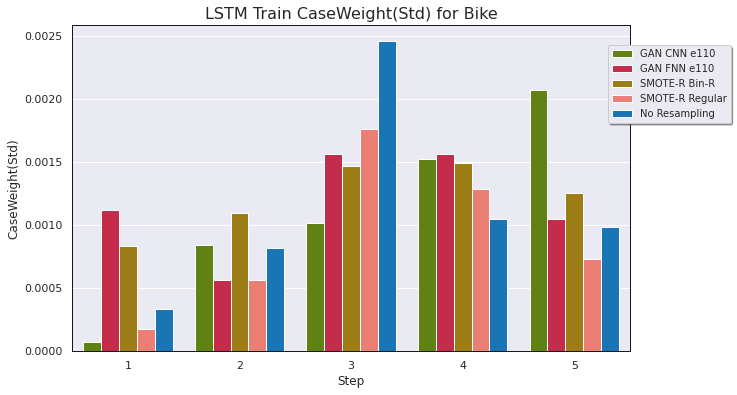 LSTM Train CaseWeight(Std) for Bike
0.0025
0.0020
0.0015
0.0010
0.0005
0.0000
CaseWeight(Std)
1 2 3 4 5
Step
GAN CNN e110
GAN FNN e110
SMOTE-R Bin-R
SMOTE-R Regular
No Resampling